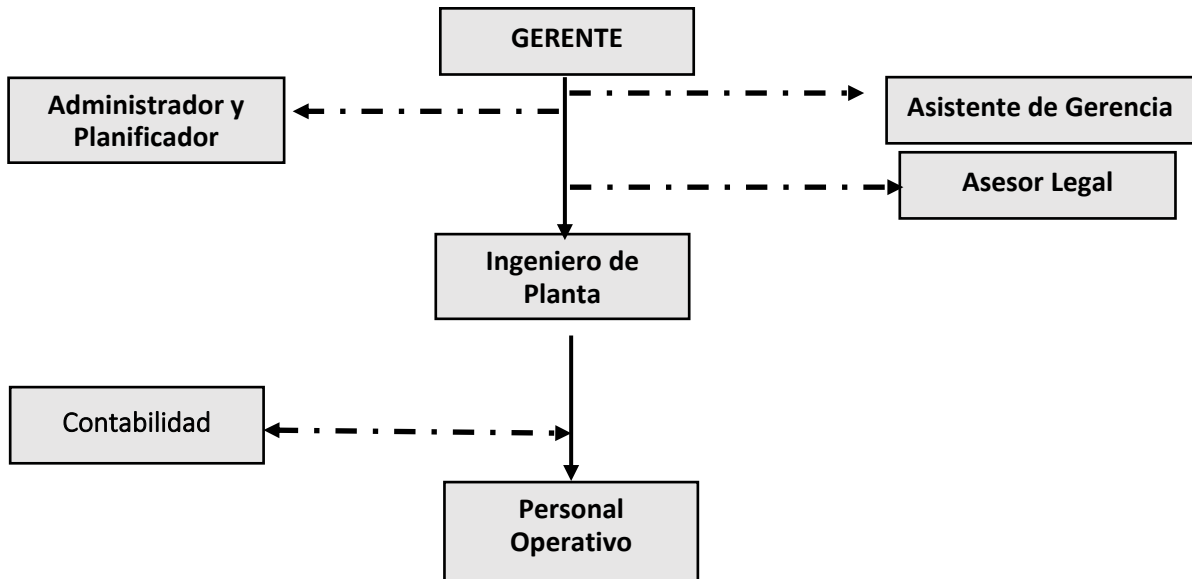 GERENTE
Administrador y
Planificador
Asistente de Gerencia
Asesor Legal
Ingeniero de
Planta
Contabilidad
Personal
Operativo